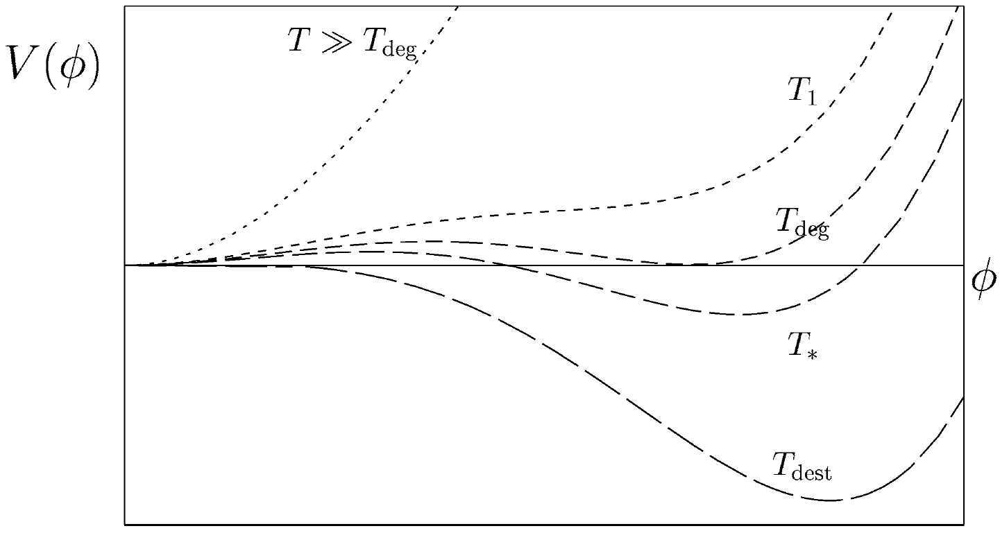 T ≫ T_deg
V(ϕ)
T_1
T_deg
ϕ
T_*
T_dest